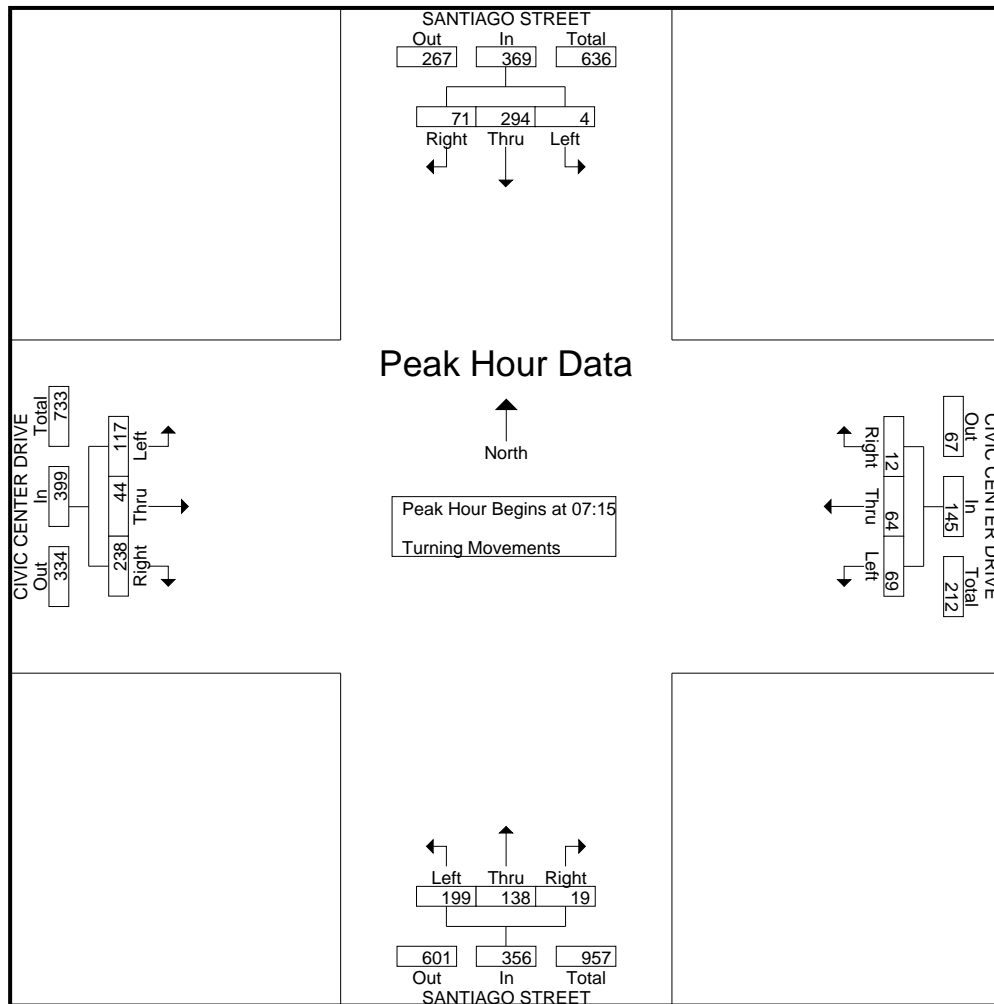 SANTIAGO STREET
Out In Total
267 369 636
71 294 4
Right Thru Left
Peak Hour Data
North
Peak Hour Begins at 07:15
Turning Movements
CIVIC CENTER DRIVE
Total In Out
733 399 334
117 44 238
Left Thru Right
CIVIC CENTER DRIVE
Out In Total
67 145 212
12 64 69
Right Thru Left
Left Thru Right
199 138 19
601 356 957
Out In Total
SANTIAGO STREET